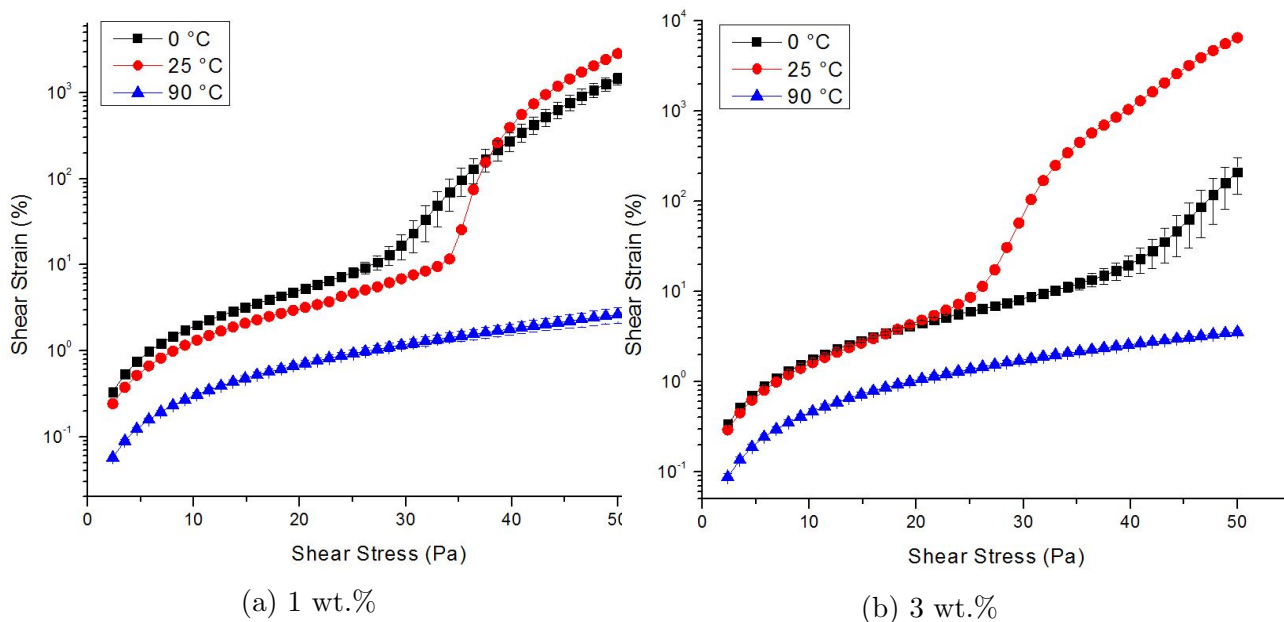 0 °C
25 °C
90 °C
10³
10²
10¹
10⁰
10⁻¹
Shear Strain (%)
0 10 20 30 40 50
Shear Stress (Pa)
(a) 1 wt.%
0 °C
25 °C
90 °C
10⁴
10³
10²
10¹
10⁰
10⁻¹
Shear Strain (%)
0 10 20 30 40 50
Shear Stress (Pa)
(b) 3 wt.%